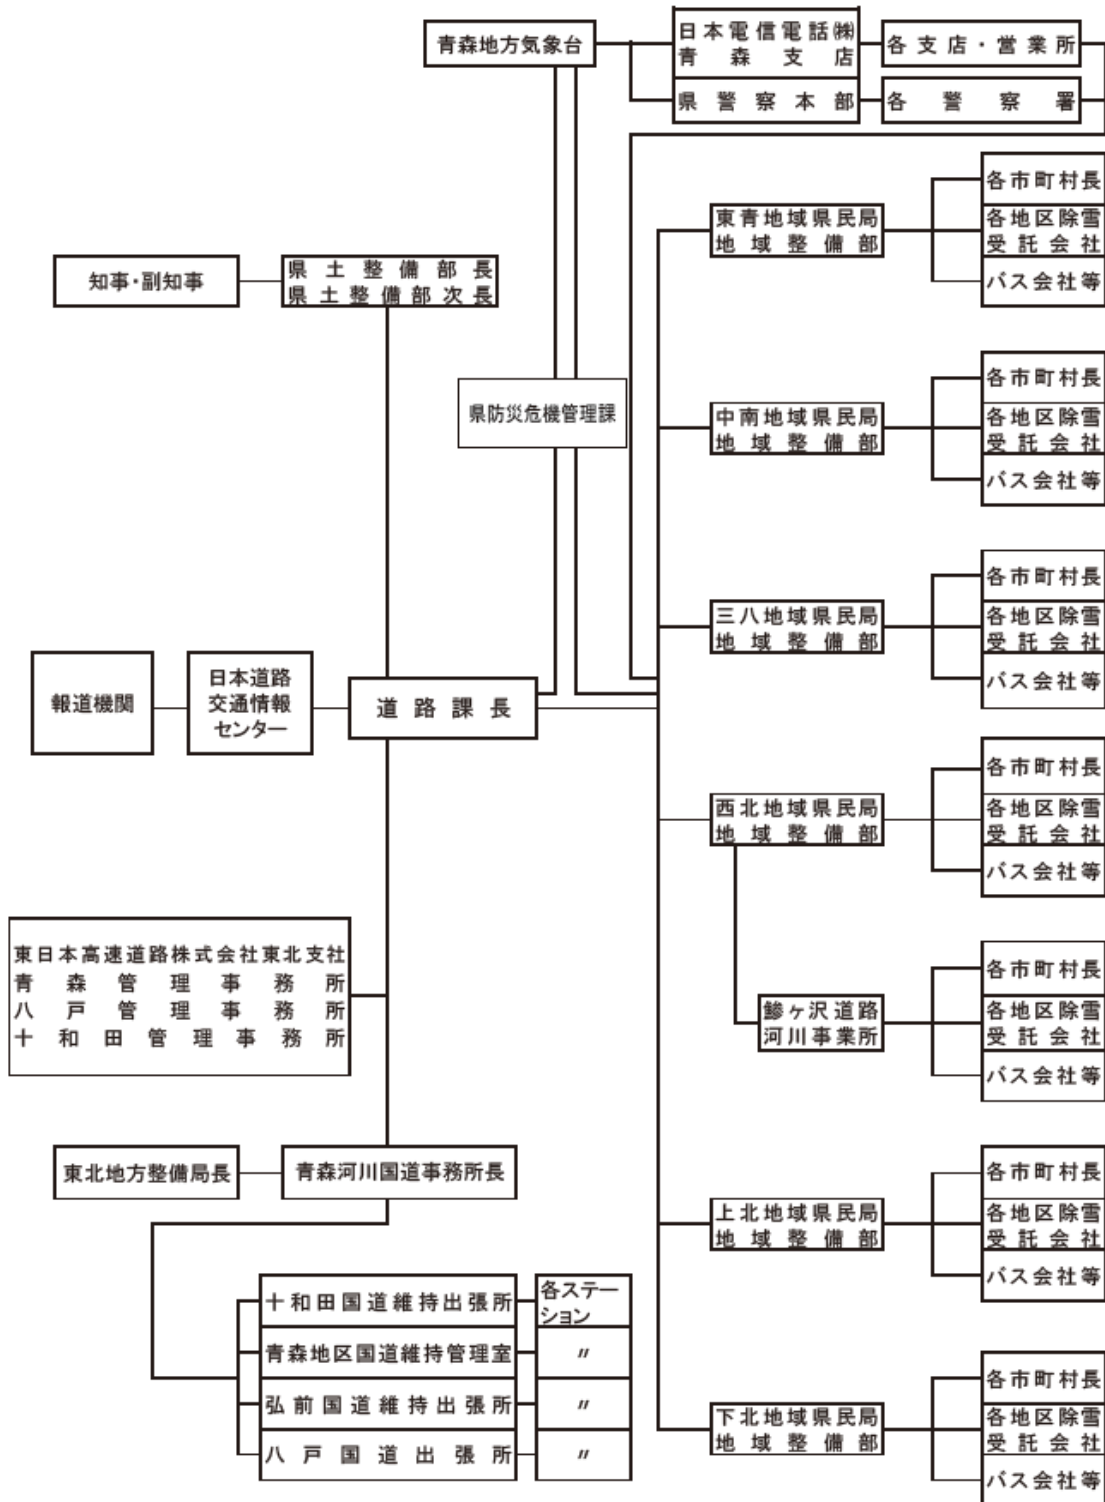 青森地方気象台
日本電信電話㈱
青森支店
各支店・営業所
県警察本部
各警察署
各市町村長
東青地域県民局
地域整備部
各地区除雪
受託会社
バス会社等
知事・副知事
県土整備部長
県土整備部次長
各市町村長
県防災危機管理課
中南地域県民局
地域整備部
各地区除雪
受託会社
バス会社等
各市町村長
三八地域県民局
地域整備部
各地区除雪
受託会社
バス会社等
報道機関
日本道路
交通情報
センター
道路課長
各市町村長
西北地域県民局
地域整備部
各地区除雪
受託会社
バス会社等
東日本高速道路株式会社東北支社
青森管理事務所
八戸管理事務所
十和田管理事務所
各市町村長
鰺ヶ沢道路
河川事業所
各地区除雪
受託会社
バス会社等
東北地方整備局長
青森河川国道事務所長
各市町村長
上北地域県民局
地域整備部
各地区除雪
受託会社
バス会社等
十和田国道維持出張所
各ステー
ション
青森地区国道維持管理室
〃
弘前国道維持出張所
〃
八戸国道出張所
〃
各市町村長
下北地域県民局
地域整備部
各地区除雪
受託会社
バス会社等